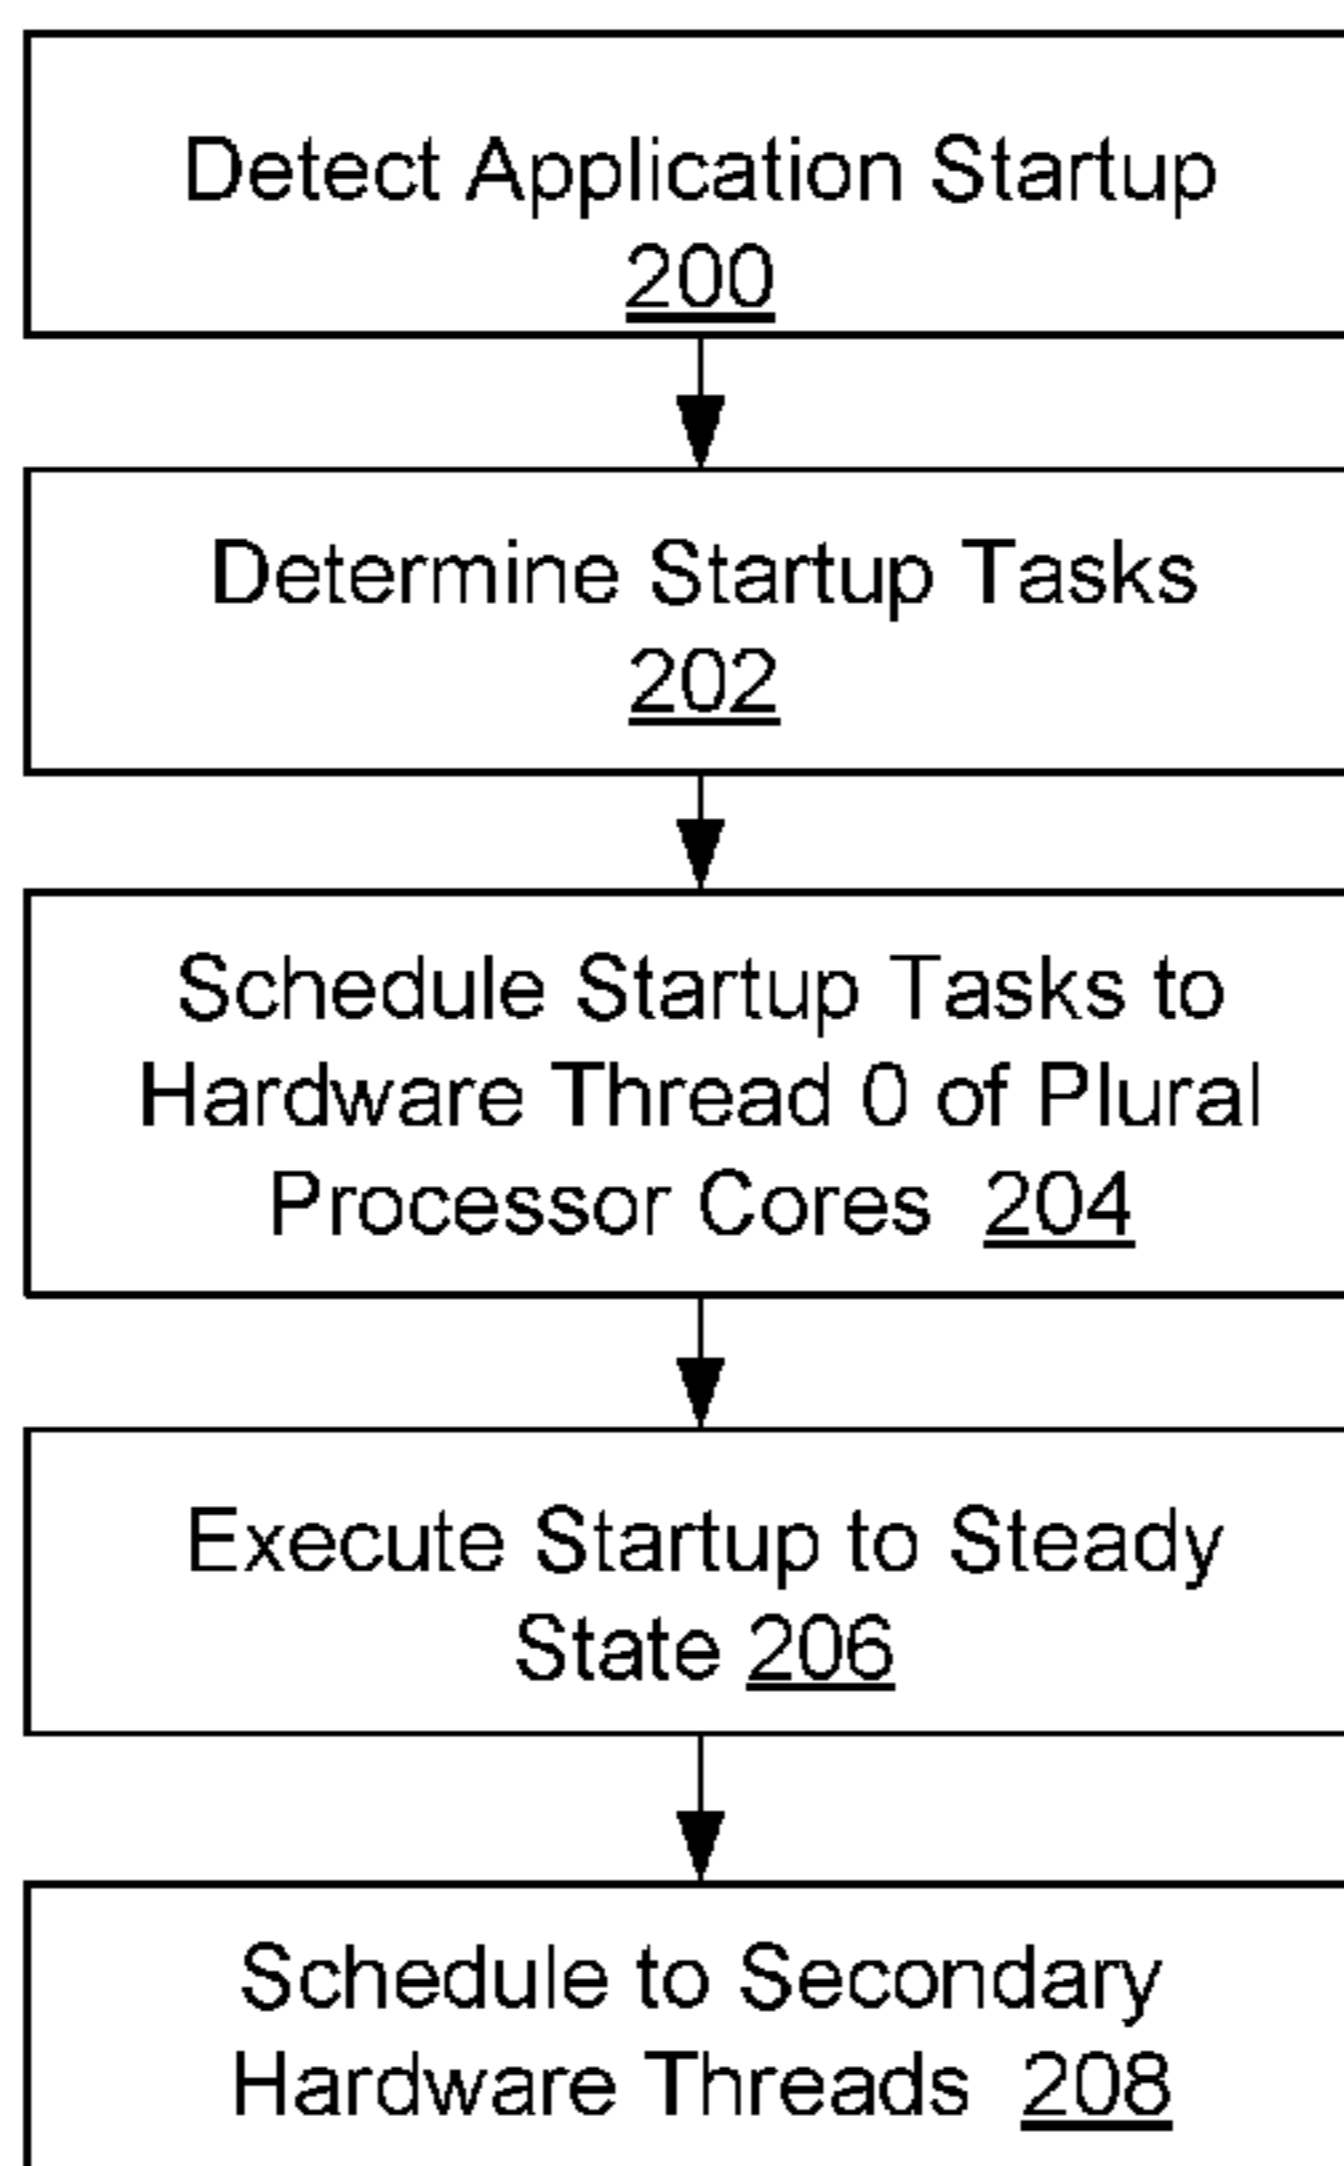 Detect Application Startup
200
Determine Startup Tasks
202
Schedule Startup Tasks to
Hardware Thread 0 of Plural
Processor Cores 204
Execute Startup to Steady
State 206
Schedule to Secondary
Hardware Threads 208